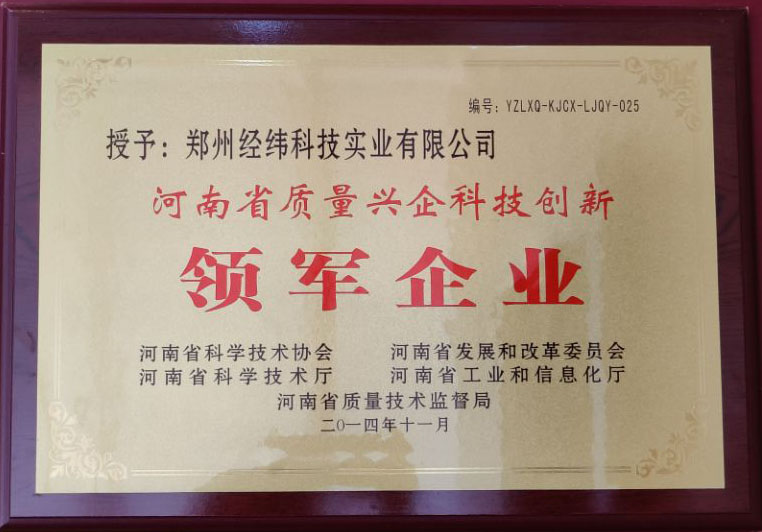 编号：YZLXQ-KJCX-LJQY-025
授予：郑州经纬科技实业有限公司
河南省质量兴企科技创新
领军企业
河南省科学技术协会 河南省发展和改革委员会
河南省科学技术厅 河南省工业和信息化厅
河南省质量技术监督局
二〇一四年十一月